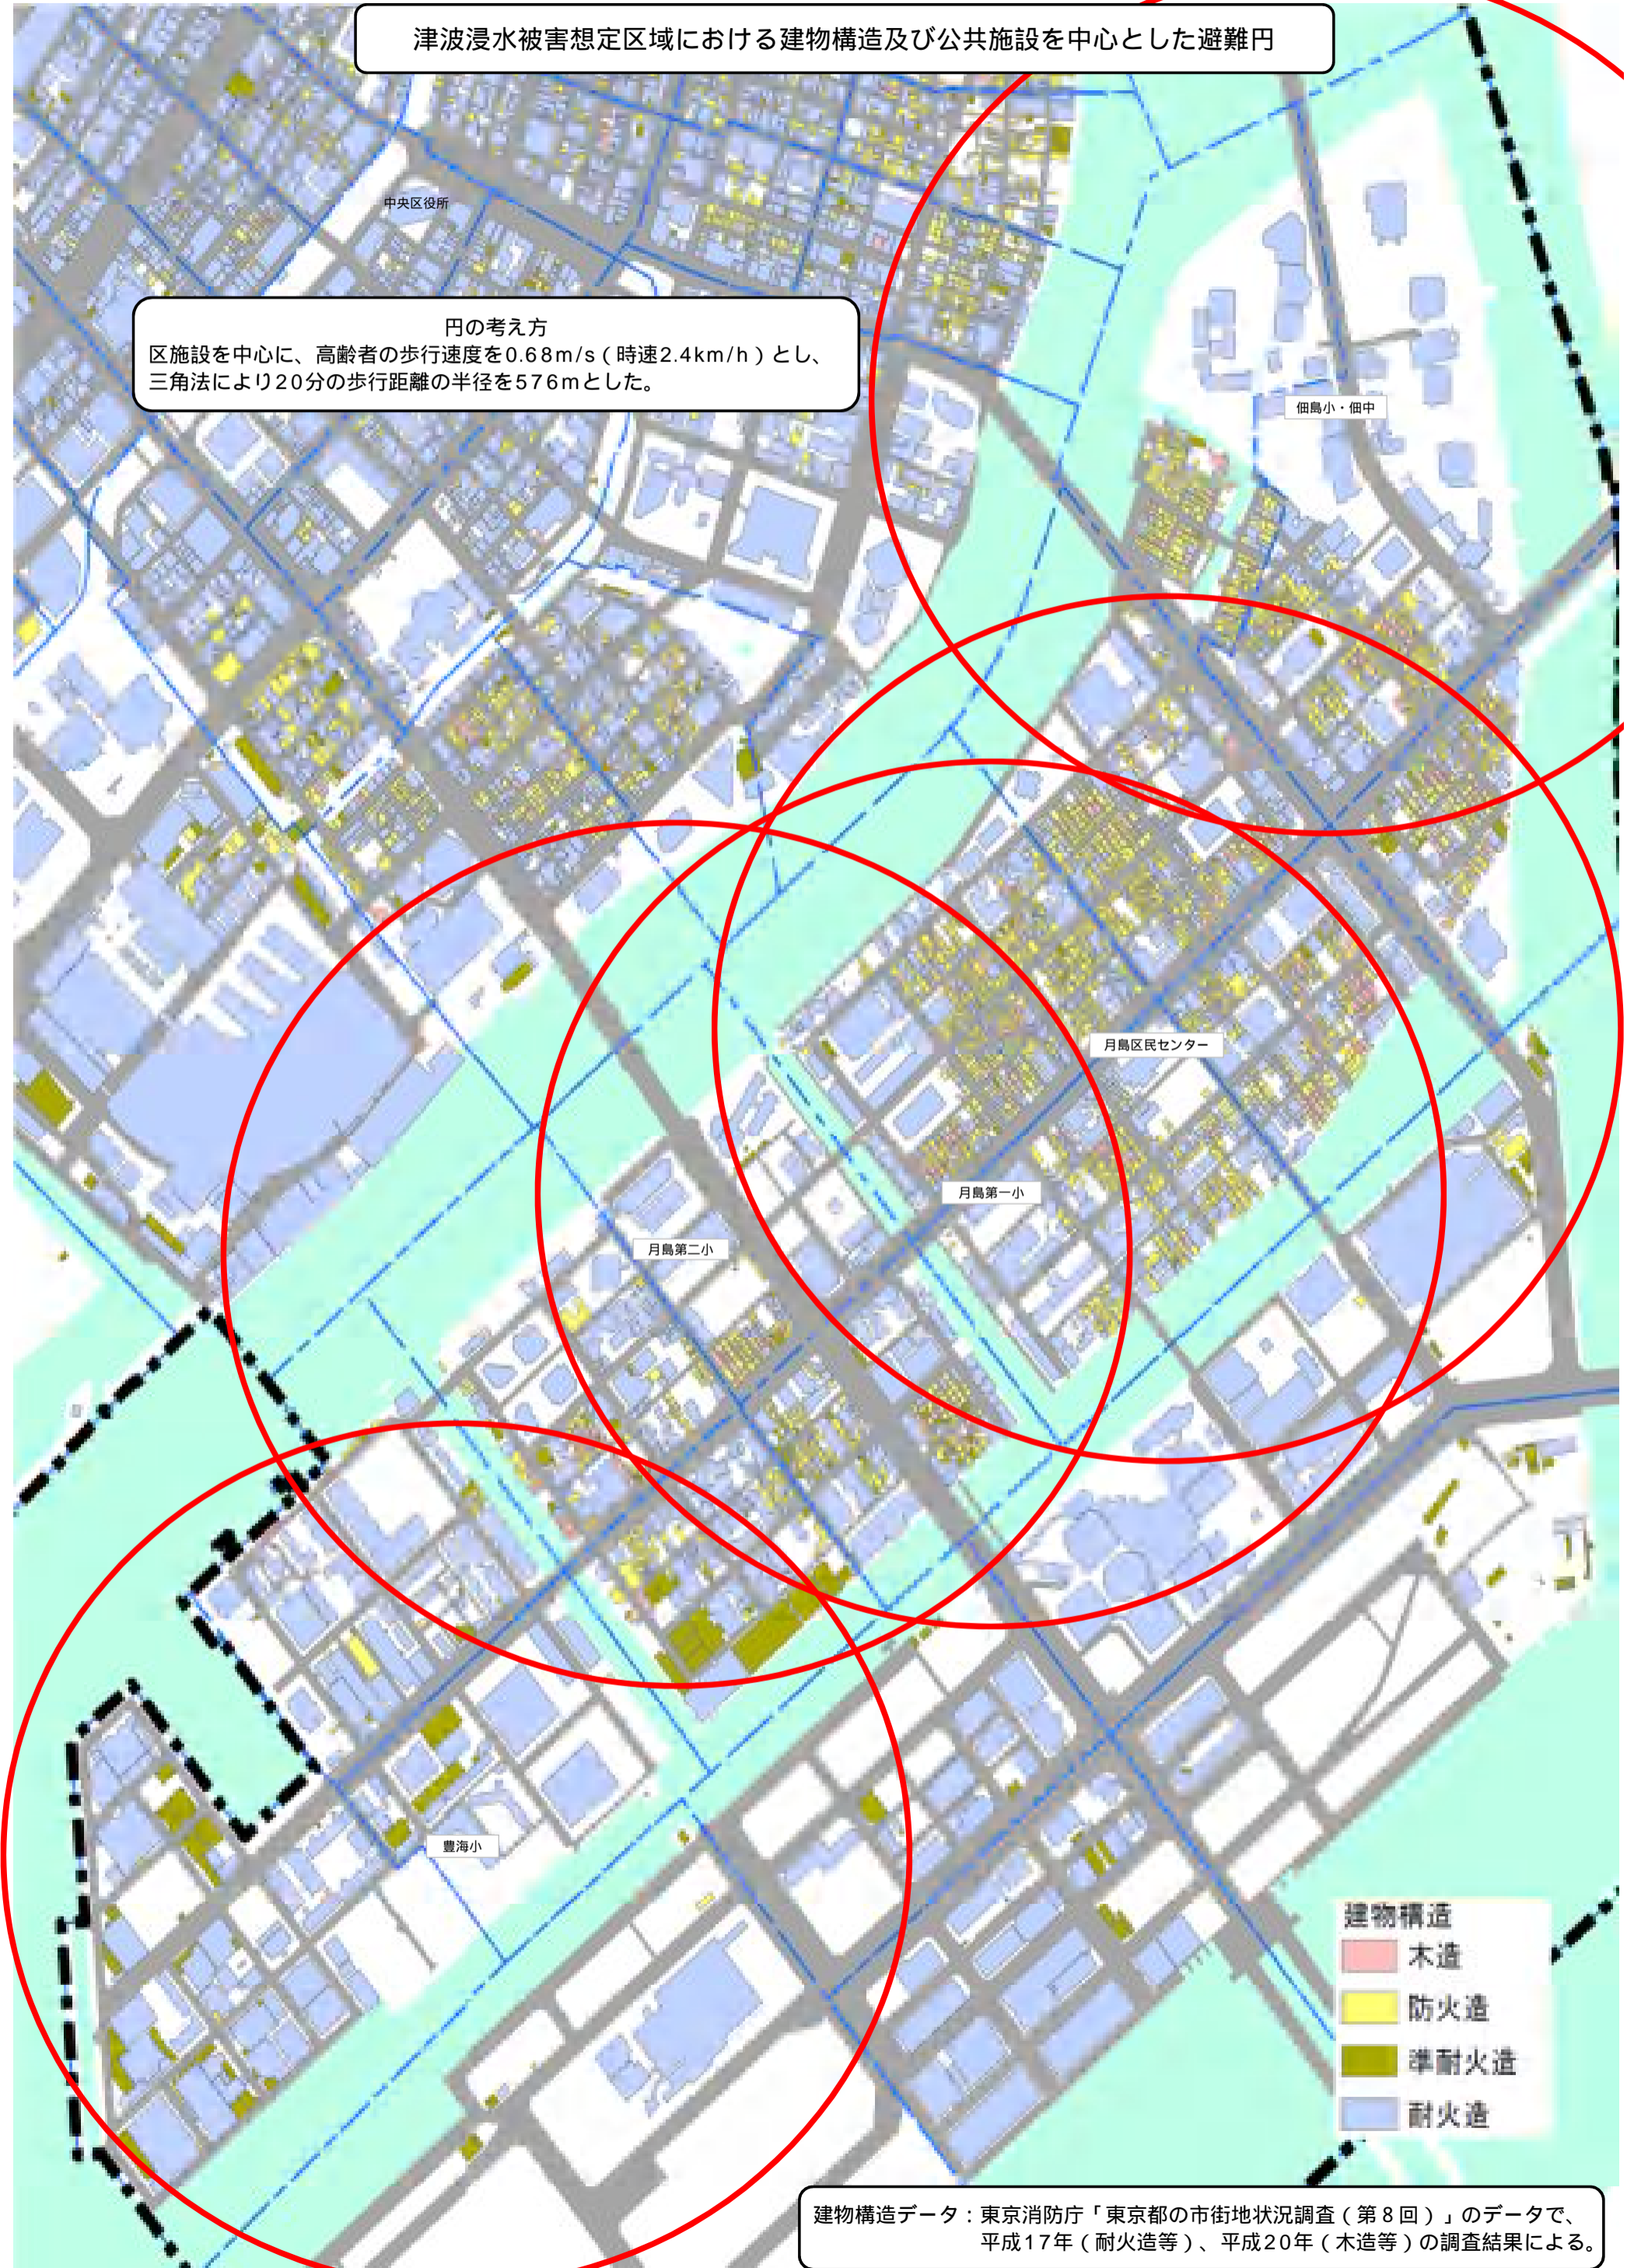 津波浸水被害想定区域における建物構造及び公共施設を中心とした避難円
中央区役所
円の考え方
区施設を中心に、高齢者の歩行速度を0.68m/s（時速2.4km/h）とし、
三角法により20分の歩行距離の半径を576mとした。
佃島小・佃中
月島区民センター
月島第一小
月島第二小
豊海小
建物構造
木造
防火造
準耐火造
耐火造
建物構造データ：東京消防庁「東京都の市街地状況調査（第８回）」のデータで、
平成17年（耐火造等）、平成20年（木造等）の調査結果による。